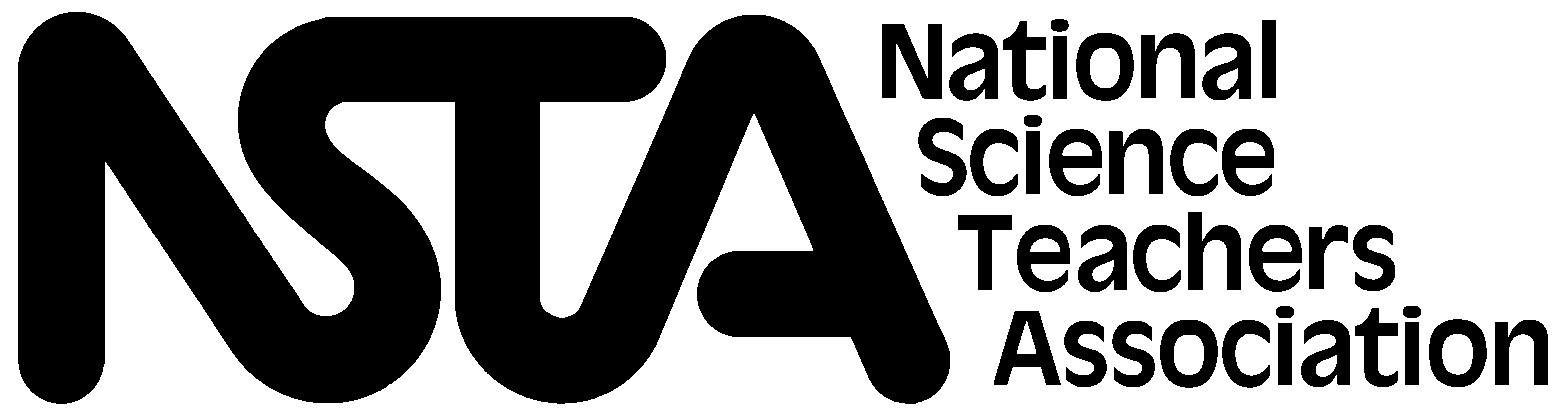 NSTA
National
Science
Teachers
Association